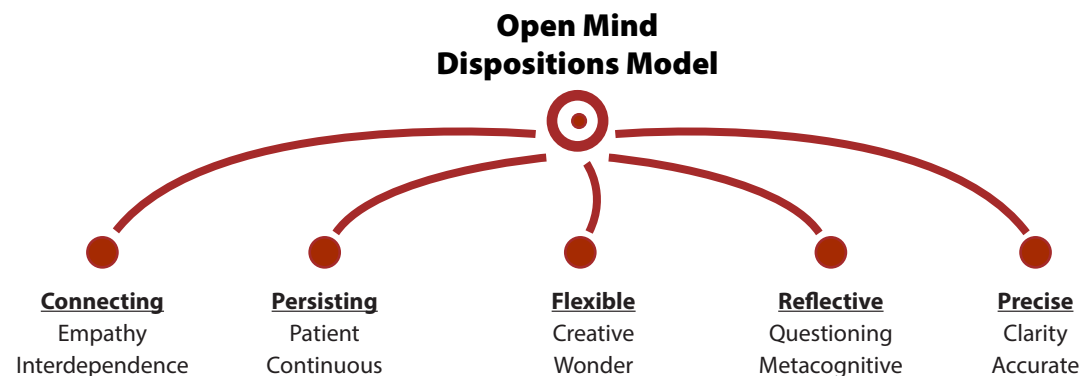 Open Mind
Dispositions Model
Connecting
Empathy
Interdependence
Persisting
Patient
Continuous
Flexible
Creative
Wonder
Reflective
Questioning
Metacognitive
Precise
Clarity
Accurate